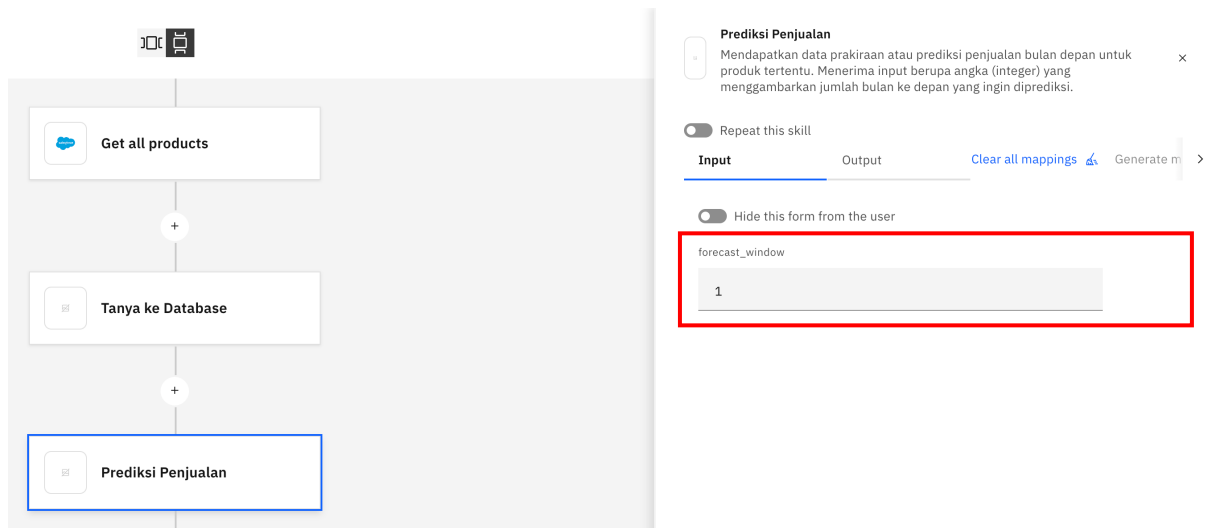 Get all products
+
Tanya ke Database
+
Prediksi Penjualan
Prediksi Penjualan
Mendapatkan data prakiraan atau prediksi penjualan bulan depan untuk
produk tertentu. Menerima input berupa angka (integer) yang
menggambarkan jumlah bulan ke depan yang ingin diprediksi.
Repeat this skill
Input Output Clear all mappings Generate m
Hide this form from the user
forecast_window
1